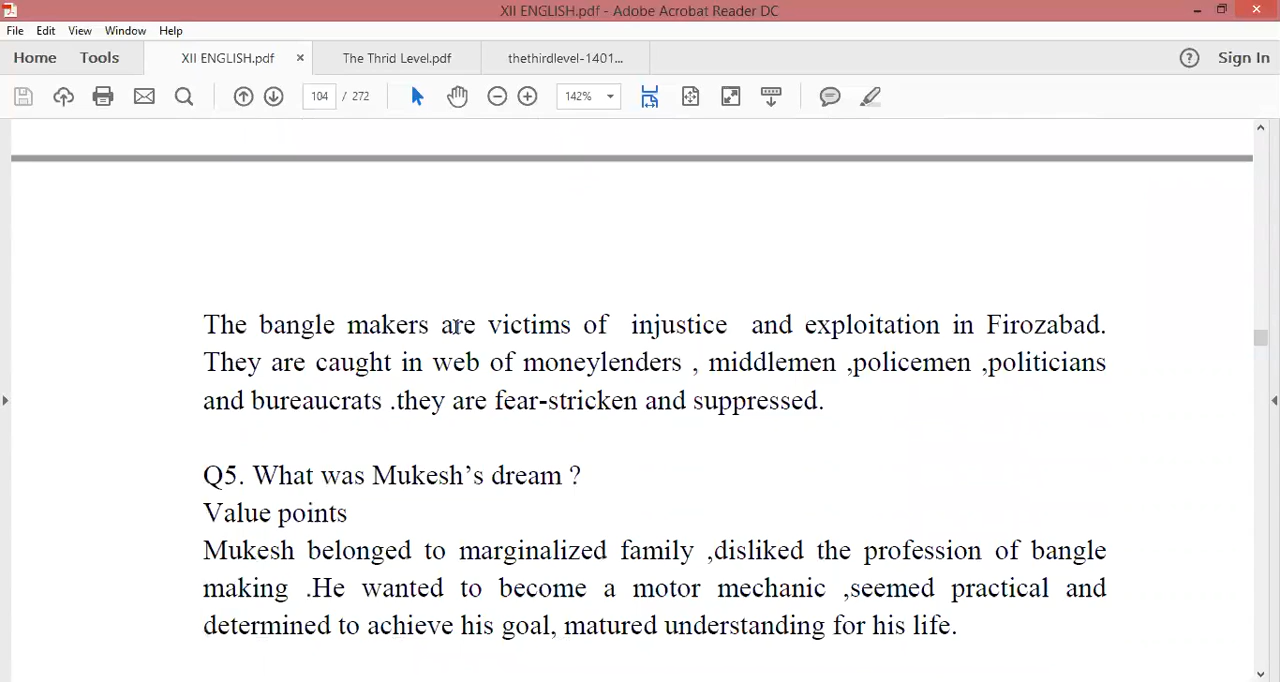 XII ENGLISH.pdf - Adobe Acrobat Reader DC
File Edit View Window Help
Home Tools XII ENGLISH.pdf × The Thrid Level.pdf thethirdlevel-1401... ? Sign In
104 / 272 142%
The bangle makers are victims of injustice and exploitation in Firozabad.
They are caught in web of moneylenders , middlemen ,policemen ,politicians
and bureaucrats .they are fear-stricken and suppressed.
Q5. What was Mukesh’s dream ?
Value points
Mukesh belonged to marginalized family ,disliked the profession of bangle
making .He wanted to become a motor mechanic ,seemed practical and
determined to achieve his goal, matured understanding for his life.